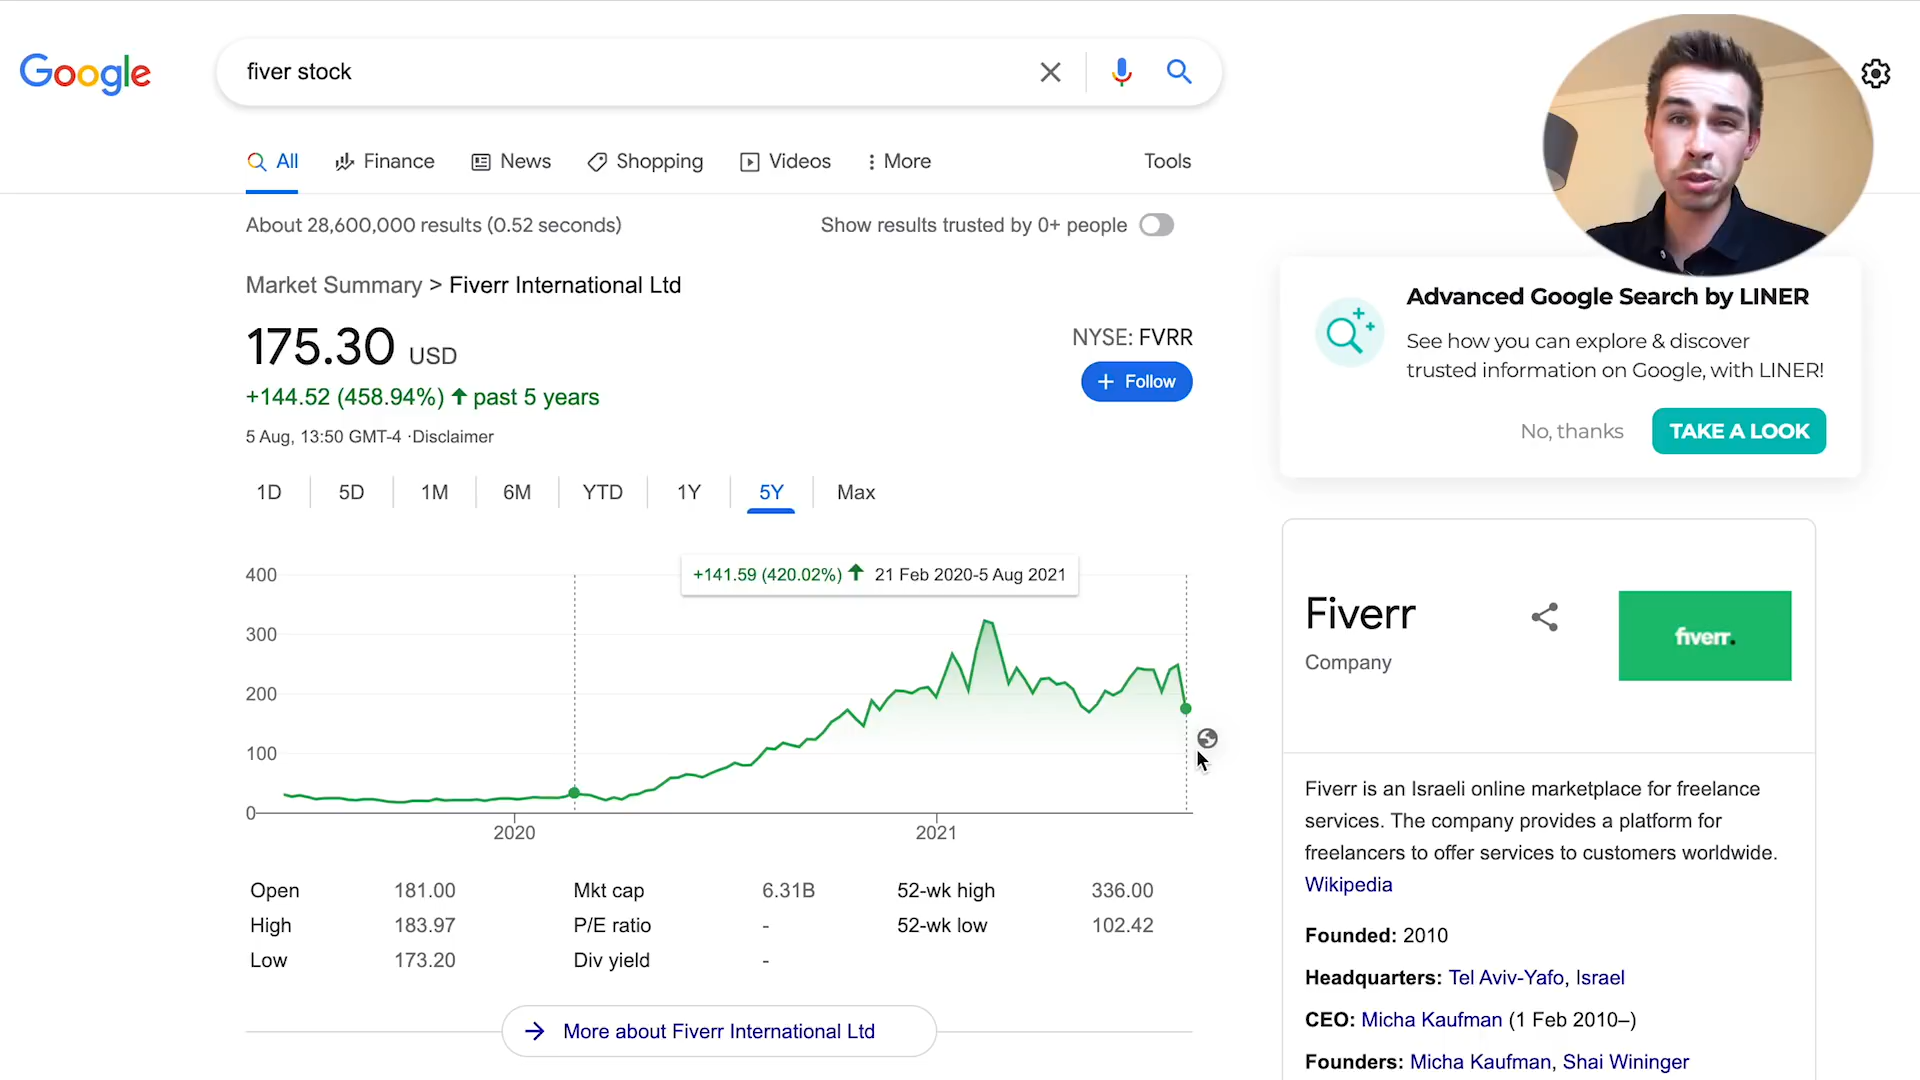 Google
fiver stock
All
Finance
News
Shopping
Videos
More
Tools
About 28,600,000 results (0.52 seconds)
Show results trusted by 0+ people
Market Summary > Fiverr International Ltd
175.30 USD
NYSE: FVRR
+144.52 (458.94%) ↑ past 5 years
+ Follow
5 Aug, 13:50 GMT-4 ·Disclaimer
1D
5D
1M
6M
YTD
1Y
5Y
Max
+141.59 (420.02%) ↑ 21 Feb 2020-5 Aug 2021
400
300
200
100
0
2020
2021
Open 181.00 Mkt cap 6.31B 52-wk high 336.00
High 183.97 P/E ratio - 52-wk low 102.42
Low 173.20 Div yield -
→ More about Fiverr International Ltd
Advanced Google Search by LINER
See how you can explore & discover
trusted information on Google, with LINER!
No, thanks
TAKE A LOOK
Fiverr
Company
fiverr.
Fiverr is an Israeli online marketplace for freelance
services. The company provides a platform for
freelancers to offer services to customers worldwide.
Wikipedia
Founded: 2010
Headquarters: Tel Aviv-Yafo, Israel
CEO: Micha Kaufman (1 Feb 2010–)
Founders: Micha Kaufman, Shai Wininger